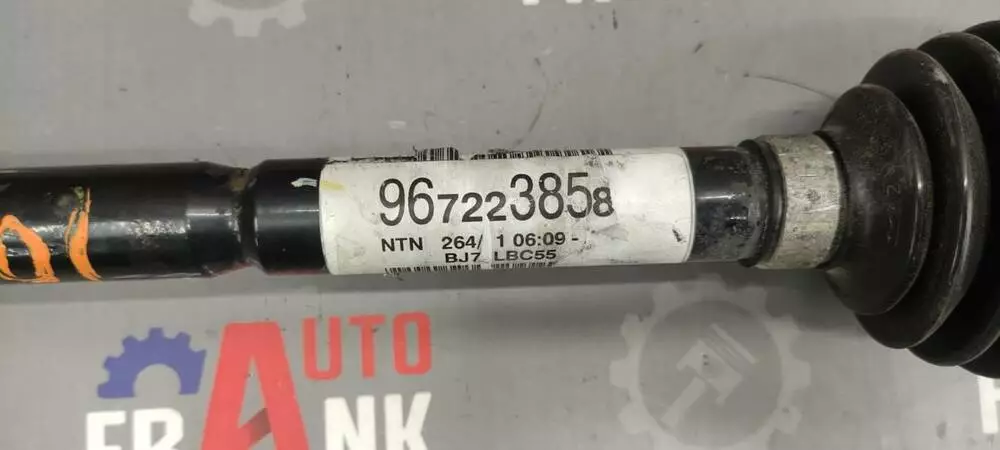 967223858
NTN 264/ 1 06:09 -
BJ7 LBC55
AUTO
FRANK